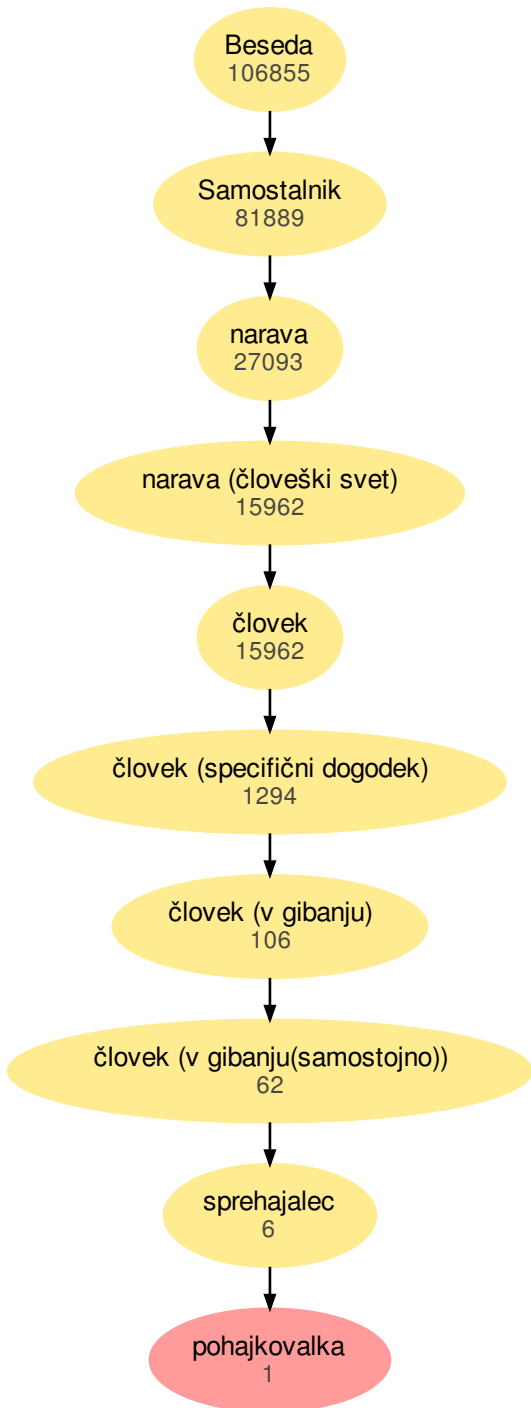 Beseda
106855
Samostalnik
81889
narava
27093
narava (človeški svet)
15962
človek
15962
človek (specifični dogodek)
1294
človek (v gibanju)
106
človek (v gibanju(samostojno))
62
sprehajalec
6
pohajkovalka
1